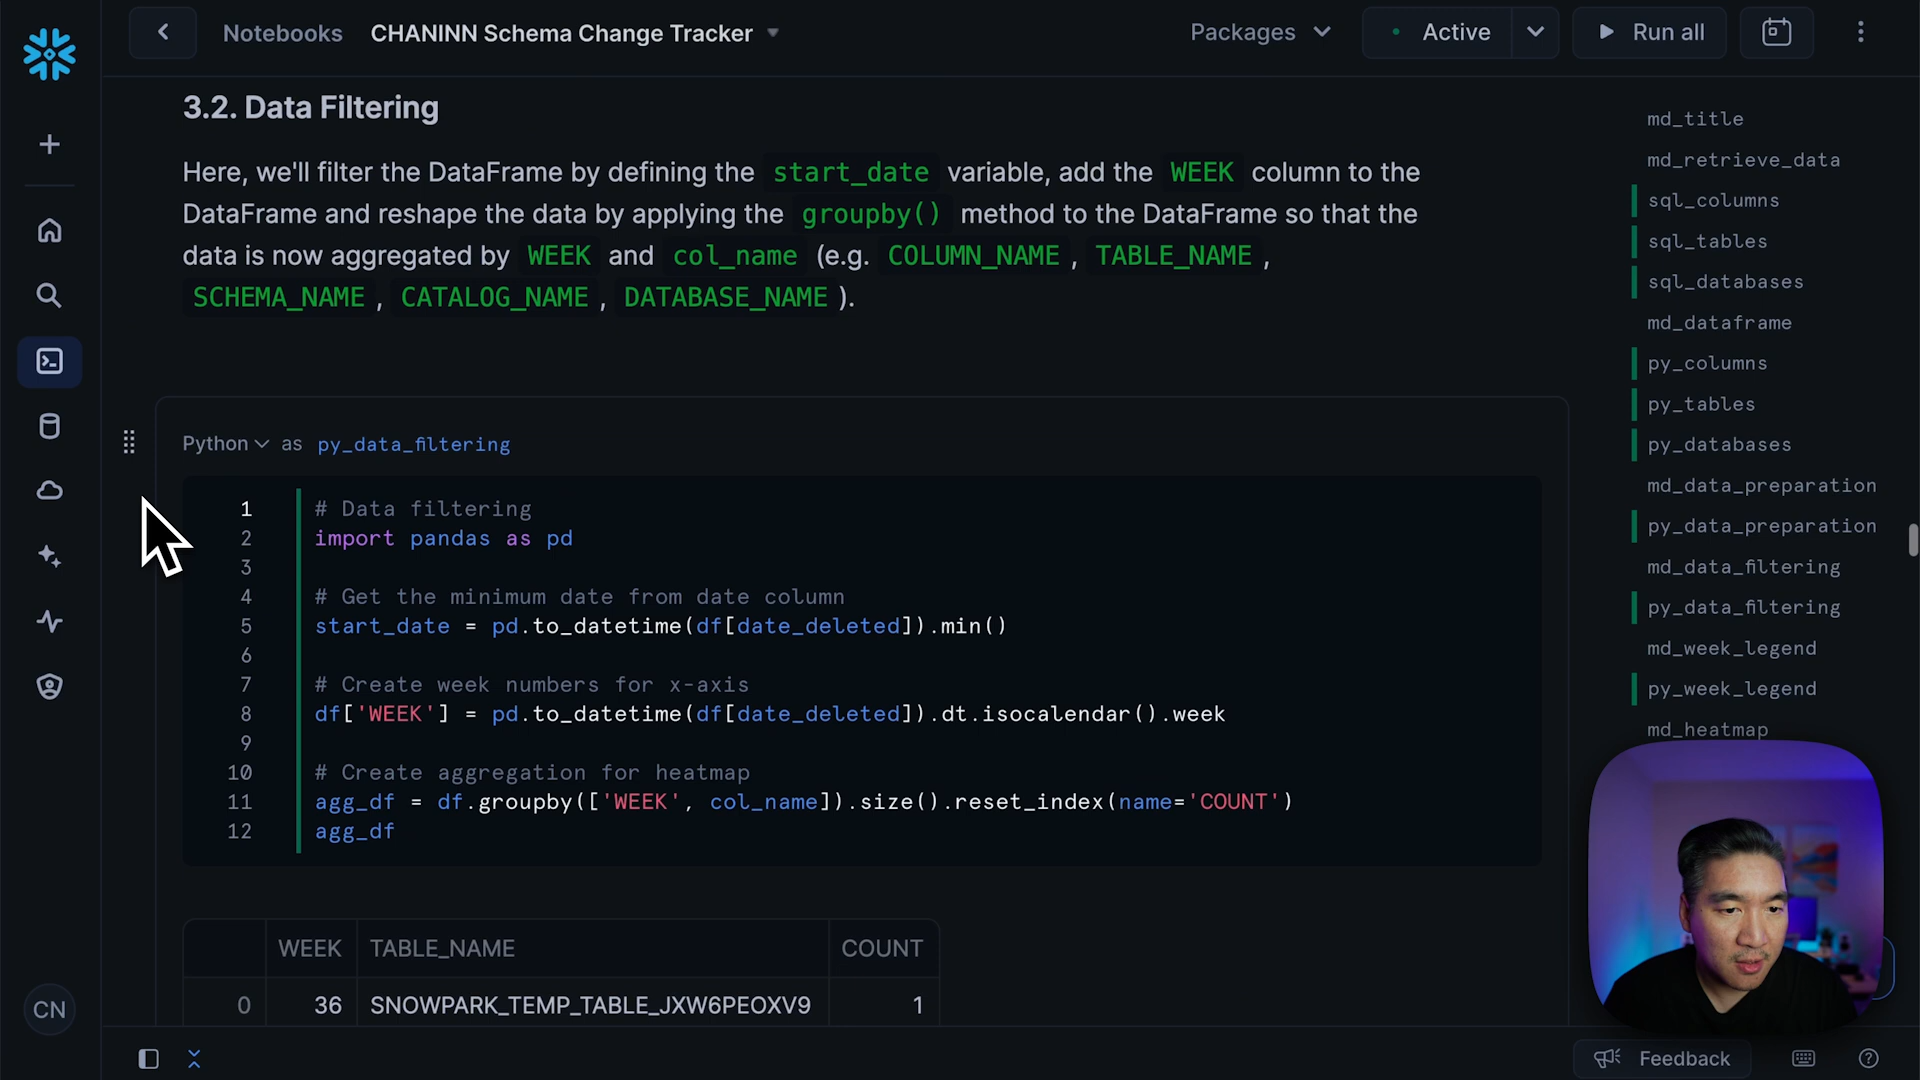 Notebooks CHANINN Schema Change Tracker
Packages Active Run all
3.2. Data Filtering
Here, we'll filter the DataFrame by defining the start_date variable, add the WEEK column to the
DataFrame and reshape the data by applying the groupby() method to the DataFrame so that the
data is now aggregated by WEEK and col_name (e.g. COLUMN_NAME , TABLE_NAME ,
SCHEMA_NAME , CATALOG_NAME , DATABASE_NAME ).
Python as py_data_filtering
1 # Data filtering
2 import pandas as pd
3
4 # Get the minimum date from date column
5 start_date = pd.to_datetime(df[date_deleted]).min()
6
7 # Create week numbers for x-axis
8 df['WEEK'] = pd.to_datetime(df[date_deleted]).dt.isocalendar().week
9
10 # Create aggregation for heatmap
11 agg_df = df.groupby(['WEEK', col_name]).size().reset_index(name='COUNT')
12 agg_df
WEEK TABLE_NAME COUNT
0 36 SNOWPARK_TEMP_TABLE_JXW6PEOXV9 1
md_title
md_retrieve_data
sql_columns
sql_tables
sql_databases
md_dataframe
py_columns
py_tables
py_databases
md_data_preparation
py_data_preparation
md_data_filtering
py_data_filtering
md_week_legend
py_week_legend
md_heatmap
CN
Feedback